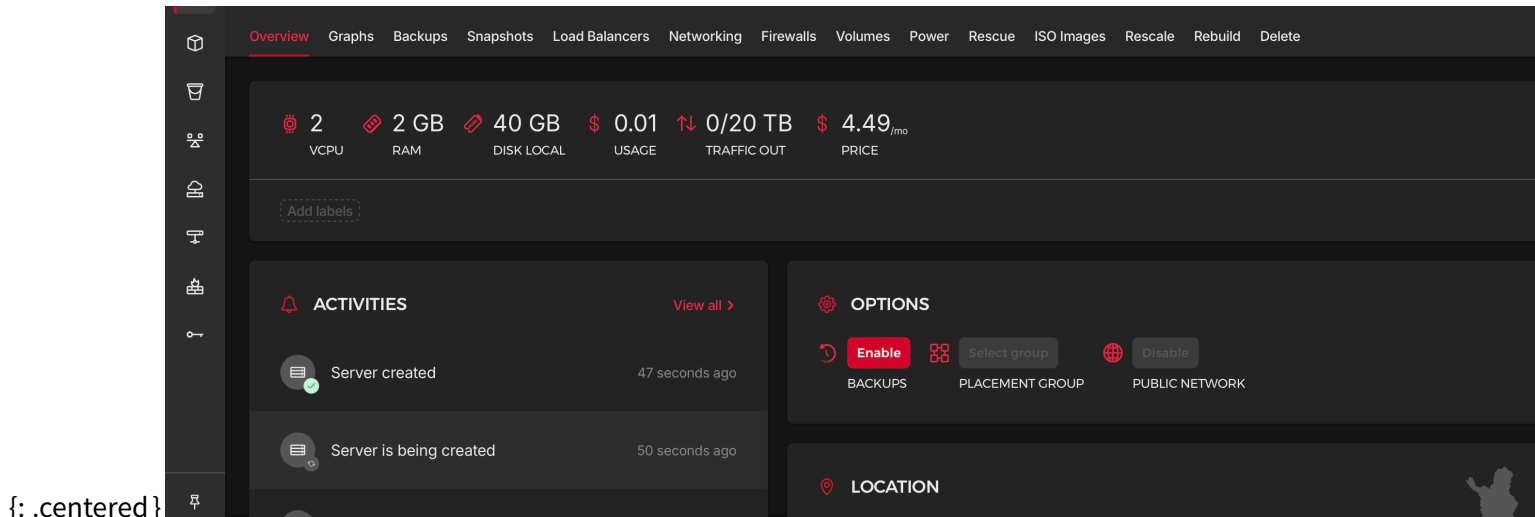 Overview Graphs Backups Snapshots Load Balancers Networking Firewalls Volumes Power Rescue ISO Images Rescale Rebuild Delete
2 2 GB 40 GB $ 0.01 0/20 TB $ 4.49/mo
VCPU RAM DISK LOCAL USAGE TRAFFIC OUT PRICE
Add labels
ACTIVITIES View all >
Server created 47 seconds ago
Server is being created 50 seconds ago
OPTIONS
Enable Select group Disable
BACKUPS PLACEMENT GROUP PUBLIC NETWORK
LOCATION
{: .centered}